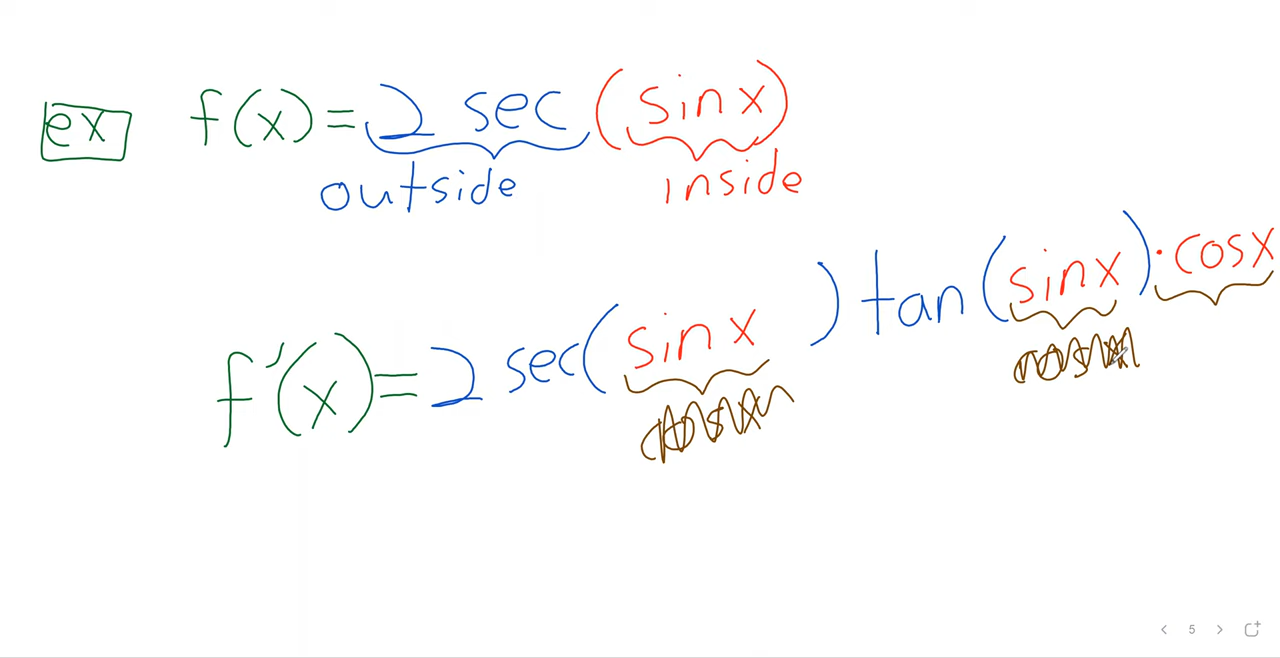 ex f(x) = 2 sec (sin x)
outside inside
f'(x) = 2 sec(sin x) tan(sin x) · cos x
5